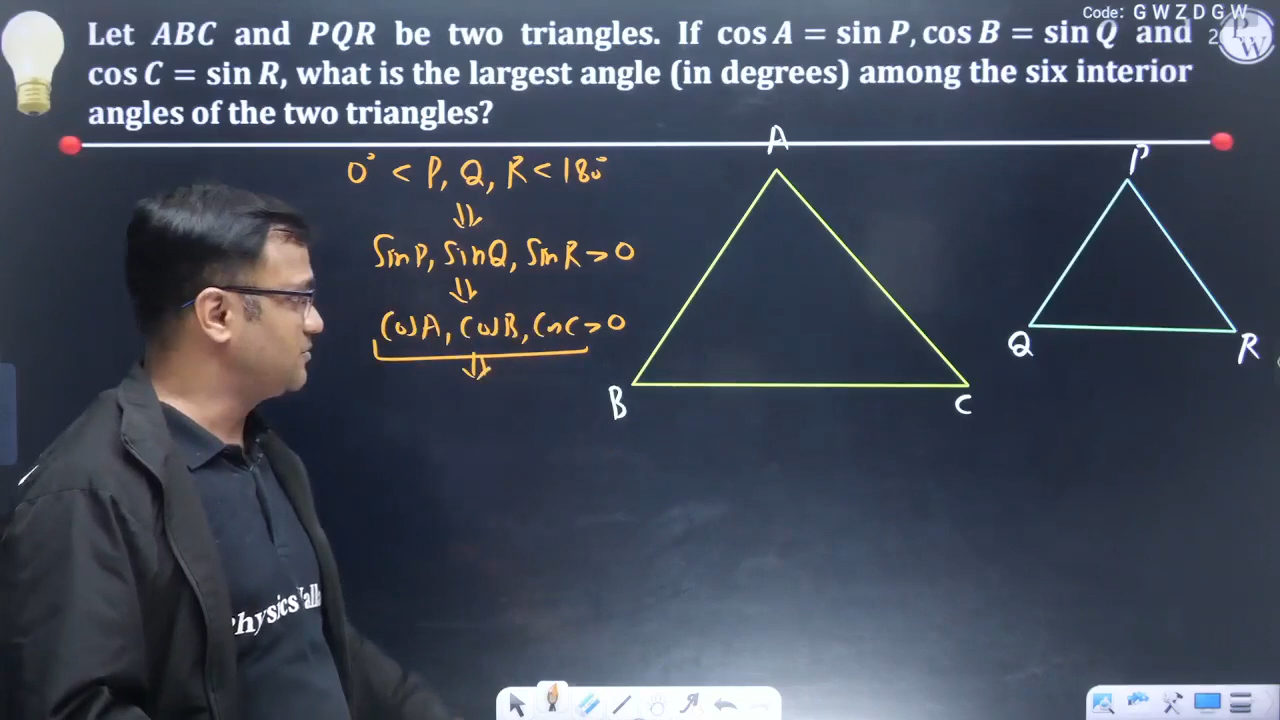 Code: G W Z D G W
Let ABC and PQR be two triangles. If cos A = sin P, cos B = sin Q and
cos C = sin R, what is the largest angle (in degrees) among the six interior
angles of the two triangles?
0° < P, Q, R < 180°
⇓
Sin P, Sin Q, Sin R > 0
⇓
Cos A, Cos B, Cos C > 0
⇓
A
B
C
P
Q
R
W